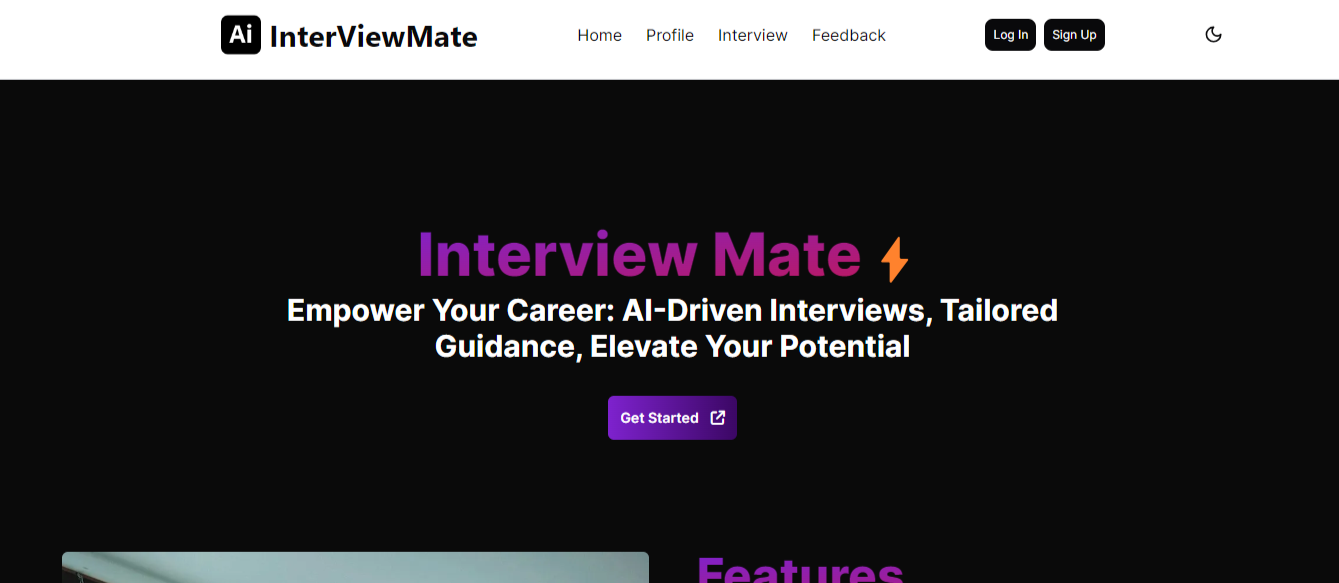 Ai InterViewMate Home Profile Interview Feedback Log In Sign Up
Interview Mate
Empower Your Career: AI-Driven Interviews, Tailored
Guidance, Elevate Your Potential
Get Started
Features